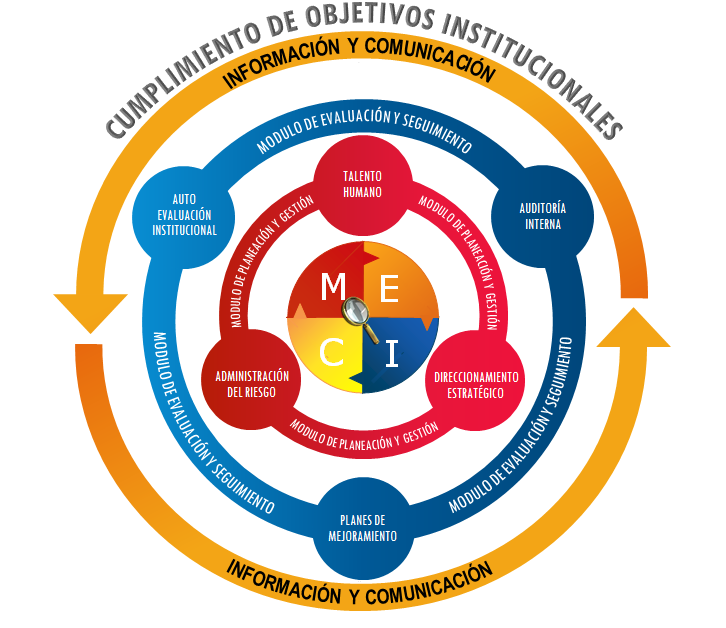 CUMPLIMIENTO DE OBJETIVOS INSTITUCIONALES
INFORMACIÓN Y COMUNICACIÓN
MODULO DE EVALUACIÓN Y SEGUIMIENTO
TALENTO
HUMANO
AUTO
EVALUACIÓN
INSTITUCIONAL
AUDITORÍA
INTERNA
MODULO DE PLANEACIÓN Y GESTIÓN
MODULO DE PLANEACIÓN Y GESTIÓN
M E
C I
ADMINISTRACIÓN
DEL RIESGO
DIRECCIONAMIENTO
ESTRATÉGICO
MODULO DE PLANEACIÓN Y GESTIÓN
MODULO DE EVALUACIÓN Y SEGUIMIENTO
MODULO DE EVALUACIÓN Y SEGUIMIENTO
PLANES DE
MEJORAMIENTO
INFORMACIÓN Y COMUNICACIÓN